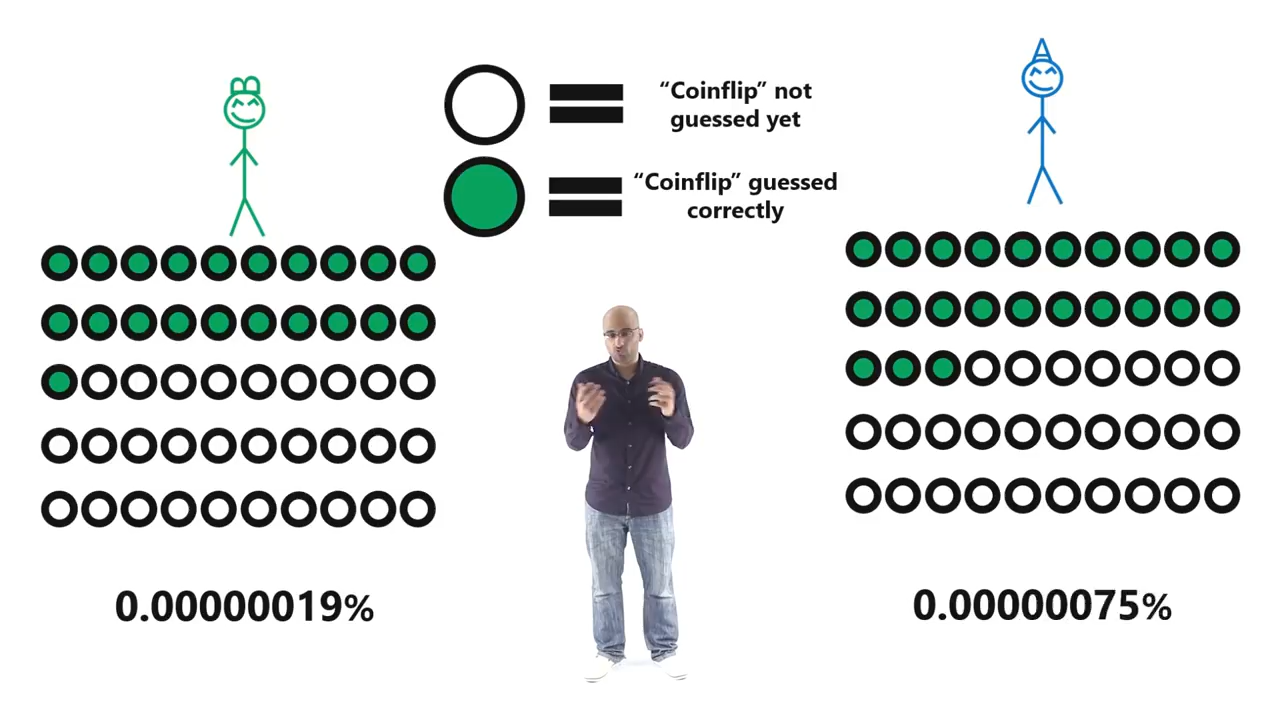 “Coinflip” not
guessed yet
“Coinflip” guessed
correctly
0.00000019%
0.00000075%